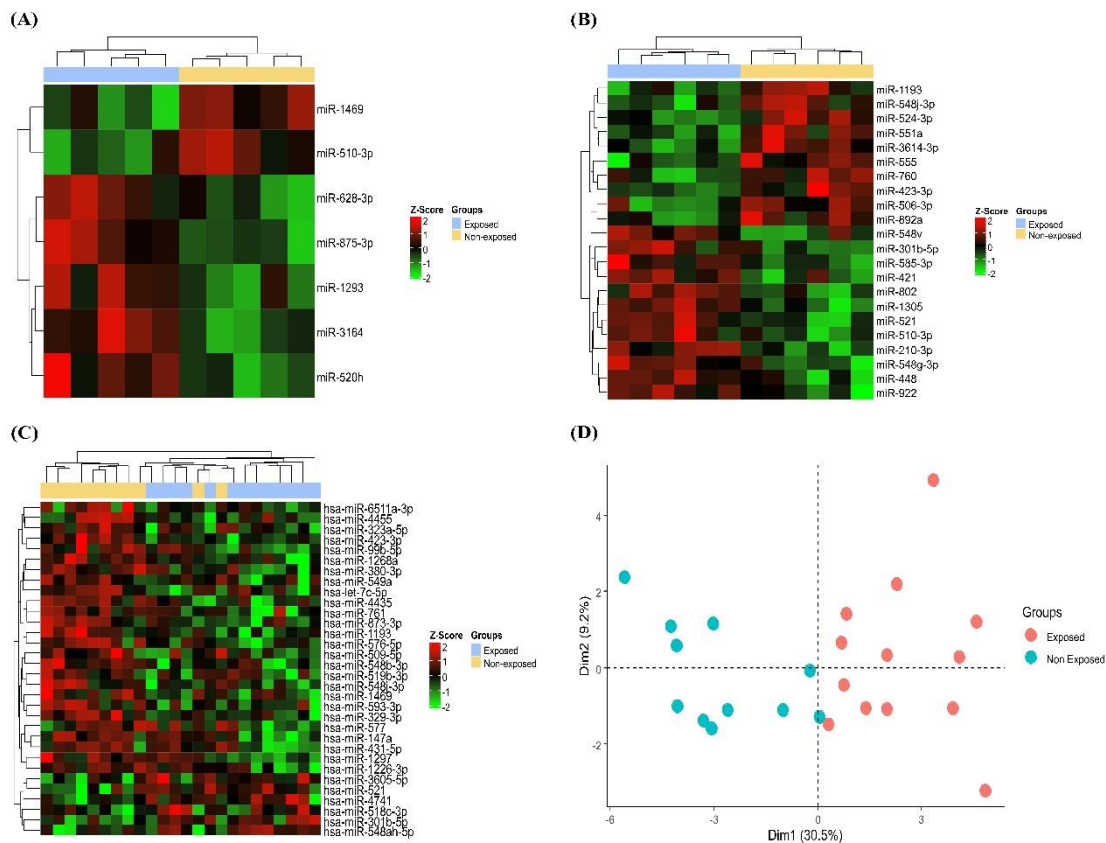 (A)
miR-1469
miR-510-3p
miR-628-3p
miR-875-3p
miR-1293
miR-3164
miR-520h
Z-Score Groups
2 Exposed
1 Non-exposed
0
-1
-2
(B)
miR-1193
miR-548j-3p
miR-524-3p
miR-551a
miR-3614-3p
miR-555
miR-760
miR-423-3p
miR-506-3p
miR-892a
miR-548v
miR-301b-5p
miR-585-3p
miR-421
miR-802
miR-1305
miR-521
miR-510-3p
miR-210-3p
miR-548g-3p
miR-448
miR-922
Z-Score Groups
2 Exposed
1 Non-exposed
0
-1
-2
(C)
hsa-miR-6511a-3p
hsa-miR-4455
hsa-miR-323a-5p
hsa-miR-423-3p
hsa-miR-99b-5p
hsa-miR-1268a
hsa-miR-380-3p
hsa-miR-549a
hsa-let-7c-5p
hsa-miR-4435
hsa-miR-761
hsa-miR-873-3p
hsa-miR-1193
hsa-miR-576-5p
hsa-miR-509-5p
hsa-miR-548b-3p
hsa-miR-519b-3p
hsa-miR-548j-3p
hsa-miR-1469
hsa-miR-593-3p
hsa-miR-329-3p
hsa-miR-577
hsa-miR-147a
hsa-miR-431-5p
hsa-miR-1297
hsa-miR-1226-3p
hsa-miR-3605-5p
hsa-miR-521
hsa-miR-4741
hsa-miR-518c-3p
hsa-miR-301b-5p
hsa-miR-548ah-5p
Z-Score Groups
2 Exposed
1 Non-exposed
0
-1
-2
(D)
Dim2 (9.2%)
4
2
0
-2
-6 -3 0 3
Dim1 (30.5%)
Groups
Exposed
Non Exposed